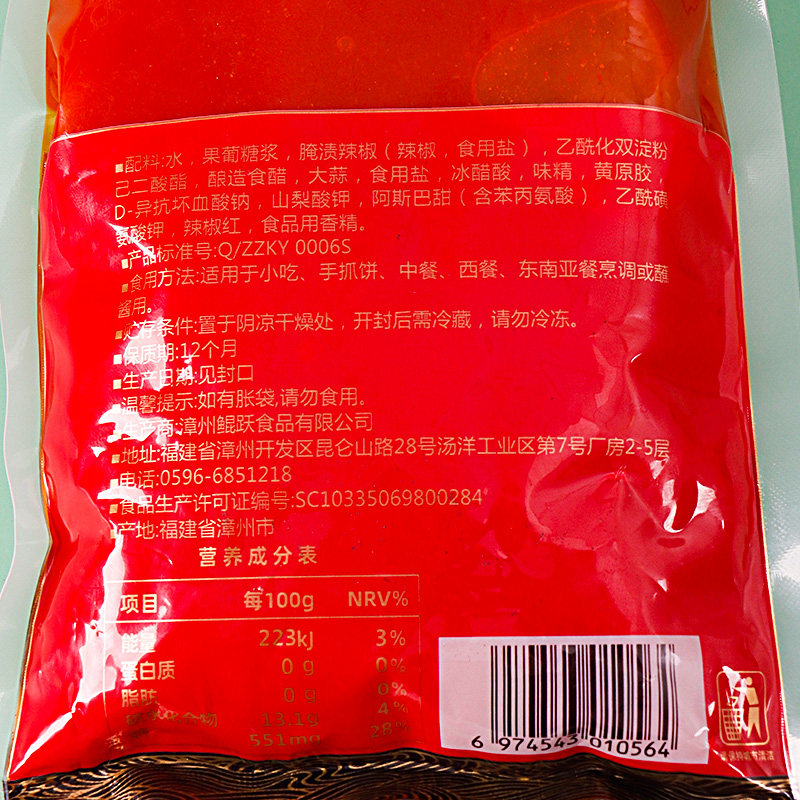 ■配料:水，果葡糖浆，腌渍辣椒（辣椒，食用盐），乙酰化双淀粉
己二酸酯，酿造食醋，大蒜，食用盐，冰醋酸，味精，黄原胶，
D-异抗坏血酸钠，山梨酸钾，阿斯巴甜（含苯丙氨酸），乙酰磺
氨酸钾，辣椒红，食品用香精。
■产品标准号:Q/ZZKY 0006S
■食用方法:适用于小吃、手抓饼、中餐、西餐、东南亚餐烹调或蘸
酱用。
■贮存条件:置于阴凉干燥处，开封后需冷藏，请勿冷冻。
■保质期:12个月
■生产日期:见封口
■温馨提示:如有胀袋,请勿食用。
■生产商:漳州鲲跃食品有限公司
■地址:福建省漳州开发区昆仑山路28号汤洋工业区第7号厂房2-5层
■电话:0596-6851218
■食品生产许可证编号:SC10335069800284
■产地:福建省漳州市
营养成分表
项目 每100g NRV%
能量 223kJ 3%
蛋白质 0 g 0%
脂肪 0 g 0%
碳水化合物 13.1g 4%
551mg 28%
6 974543 010564